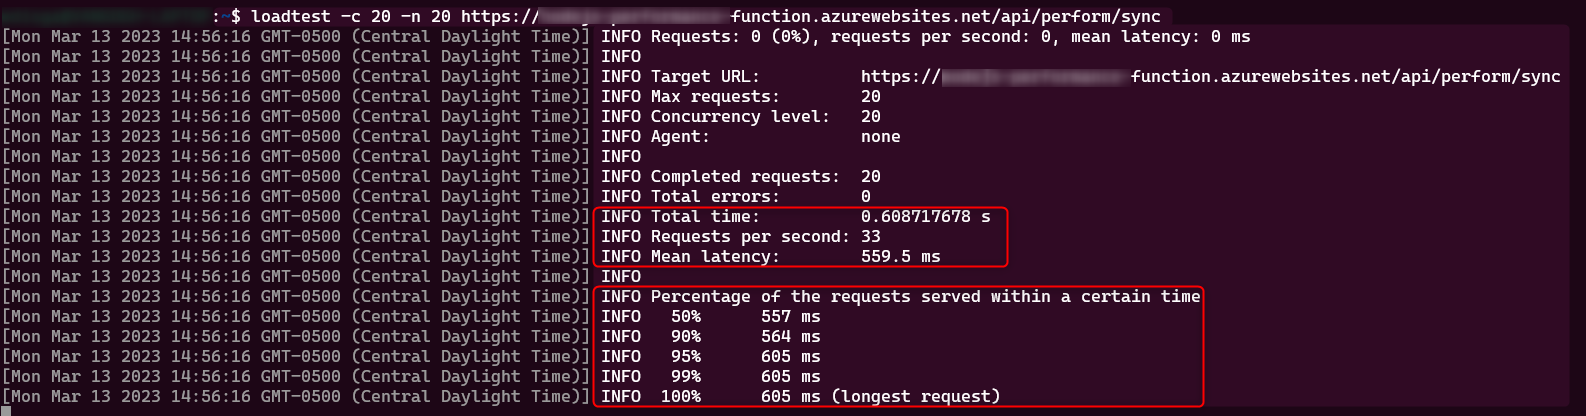 :~$ loadtest -c 20 -n 20 https:// function.azurewebsites.net/api/perform/sync
[Mon Mar 13 2023 14:56:16 GMT-0500 (Central Daylight Time)] INFO Requests: 0 (0%), requests per second: 0, mean latency: 0 ms
[Mon Mar 13 2023 14:56:16 GMT-0500 (Central Daylight Time)] INFO
[Mon Mar 13 2023 14:56:16 GMT-0500 (Central Daylight Time)] INFO Target URL: https:// function.azurewebsites.net/api/perform/sync
[Mon Mar 13 2023 14:56:16 GMT-0500 (Central Daylight Time)] INFO Max requests: 20
[Mon Mar 13 2023 14:56:16 GMT-0500 (Central Daylight Time)] INFO Concurrency level: 20
[Mon Mar 13 2023 14:56:16 GMT-0500 (Central Daylight Time)] INFO Agent: none
[Mon Mar 13 2023 14:56:16 GMT-0500 (Central Daylight Time)] INFO
[Mon Mar 13 2023 14:56:16 GMT-0500 (Central Daylight Time)] INFO Completed requests: 20
[Mon Mar 13 2023 14:56:16 GMT-0500 (Central Daylight Time)] INFO Total errors: 0
[Mon Mar 13 2023 14:56:16 GMT-0500 (Central Daylight Time)] INFO Total time: 0.608717678 s
[Mon Mar 13 2023 14:56:16 GMT-0500 (Central Daylight Time)] INFO Requests per second: 33
[Mon Mar 13 2023 14:56:16 GMT-0500 (Central Daylight Time)] INFO Mean latency: 559.5 ms
[Mon Mar 13 2023 14:56:16 GMT-0500 (Central Daylight Time)] INFO
[Mon Mar 13 2023 14:56:16 GMT-0500 (Central Daylight Time)] INFO Percentage of the requests served within a certain time
[Mon Mar 13 2023 14:56:16 GMT-0500 (Central Daylight Time)] INFO 50% 557 ms
[Mon Mar 13 2023 14:56:16 GMT-0500 (Central Daylight Time)] INFO 90% 564 ms
[Mon Mar 13 2023 14:56:16 GMT-0500 (Central Daylight Time)] INFO 95% 605 ms
[Mon Mar 13 2023 14:56:16 GMT-0500 (Central Daylight Time)] INFO 99% 605 ms
[Mon Mar 13 2023 14:56:16 GMT-0500 (Central Daylight Time)] INFO 100% 605 ms (longest request)